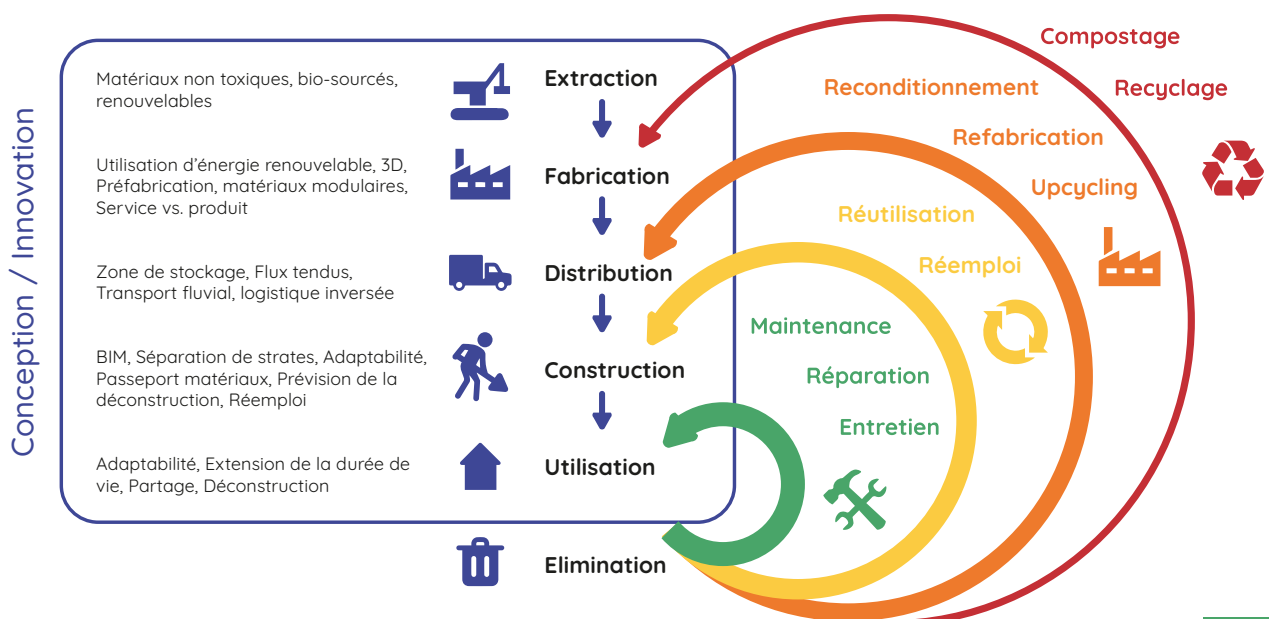 Conception / Innovation
Matériaux non toxiques, bio-sourcés,
renouvelables
Extraction
Utilisation d'énergie renouvelable, 3D,
Préfabrication, matériaux modulaires,
Service vs. produit
Fabrication
Zone de stockage, Flux tendus,
Transport fluvial, logistique inversée
Distribution
BIM, Séparation de strates, Adaptabilité,
Passeport matériaux, Prévision de la
déconstruction, Réemploi
Construction
Adaptabilité, Extension de la durée de
vie, Partage, Déconstruction
Utilisation
Elimination
Compostage
Recyclage
Reconditionnement
Refabrication
Upcycling
Réutilisation
Réemploi
Maintenance
Réparation
Entretien